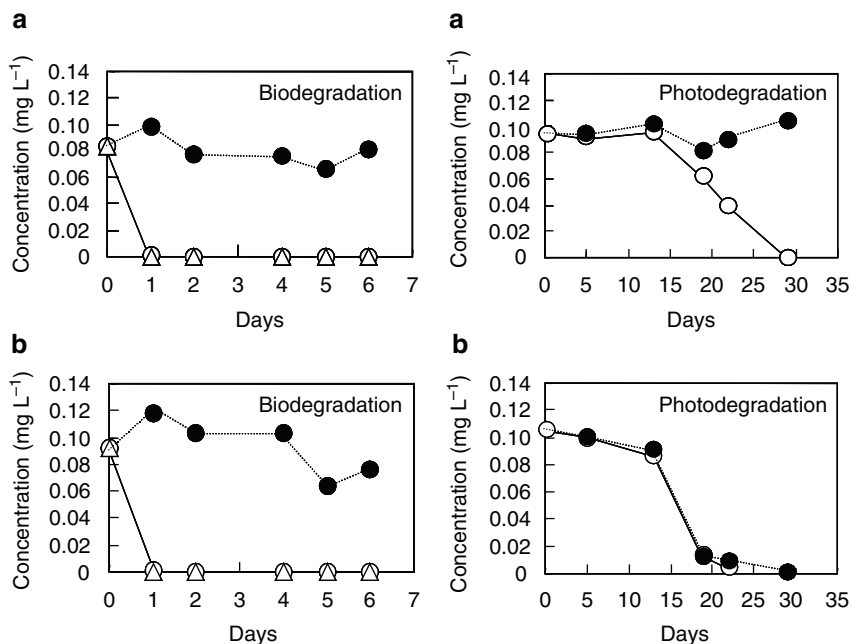 a
Concentration (mg L⁻¹)
0.14
0.12
0.10
0.08
0.06
0.04
0.02
0
Biodegradation
0 1 2 3 4 5 6 7
Days
a
Concentration (mg L⁻¹)
0.14
0.12
0.10
0.08
0.06
0.04
0.02
0
Photodegradation
0 5 10 15 20 25 30 35
Days
b
Concentration (mg L⁻¹)
0.14
0.12
0.10
0.08
0.06
0.04
0.02
0
Biodegradation
0 1 2 3 4 5 6 7
Days
b
Concentration (mg L⁻¹)
0.14
0.12
0.10
0.08
0.06
0.04
0.02
0
Photodegradation
0 5 10 15 20 25 30 35
Days